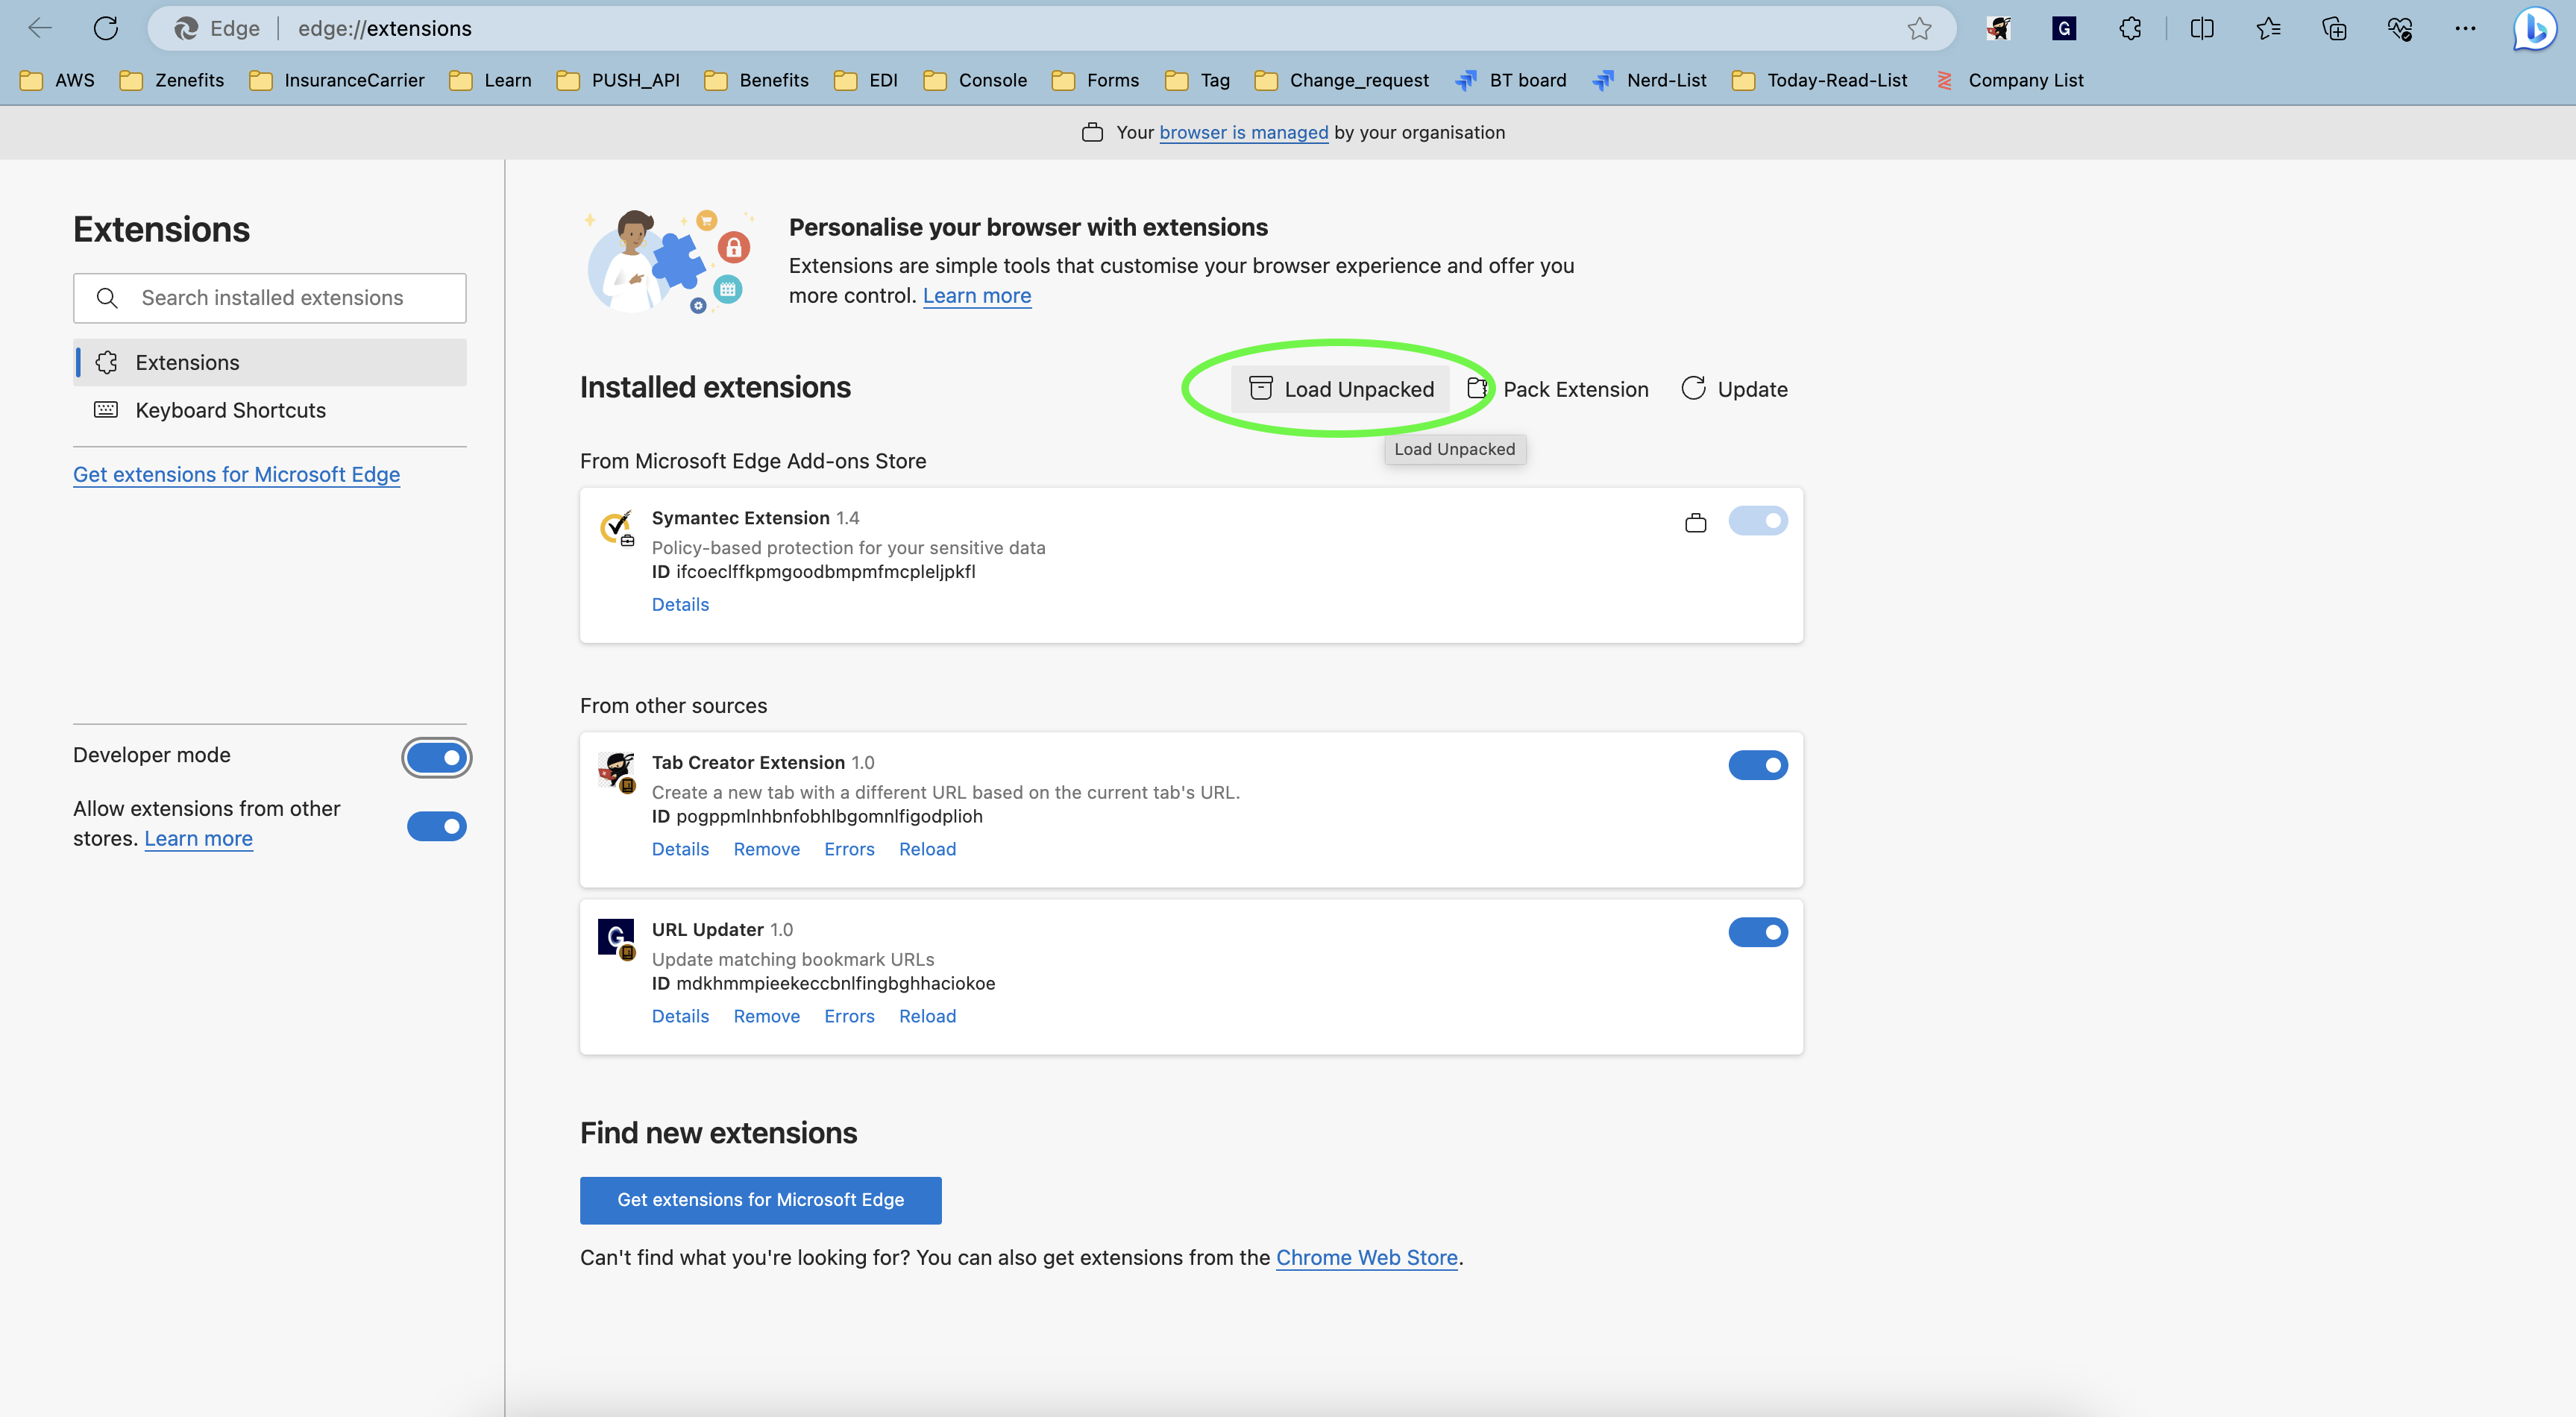 Edge | edge://extensions
G
AWS Zenefits InsuranceCarrier Learn PUSH_API Benefits EDI Console Forms Tag Change_request BT board Nerd-List Today-Read-List Company List
Your browser is managed by your organisation
Extensions
Search installed extensions
Extensions
Keyboard Shortcuts
Get extensions for Microsoft Edge
Developer mode
Allow extensions from other
stores. Learn more
Personalise your browser with extensions
Extensions are simple tools that customise your browser experience and offer you
more control. Learn more
Installed extensions
Load Unpacked Pack Extension Update
Load Unpacked
From Microsoft Edge Add-ons Store
Symantec Extension 1.4
Policy-based protection for your sensitive data
ID ifcoeclffkpmgoodbmpmfmcpleljpkfl
Details
From other sources
Tab Creator Extension 1.0
Create a new tab with a different URL based on the current tab's URL.
ID pogppmlnhbnfobhlbgomnlfigodplioh
Details Remove Errors Reload
G
URL Updater 1.0
Update matching bookmark URLs
ID mdkhmmpieekeccbnlfingbghhaciokoe
Details Remove Errors Reload
Find new extensions
Get extensions for Microsoft Edge
Can't find what you're looking for? You can also get extensions from the Chrome Web Store.